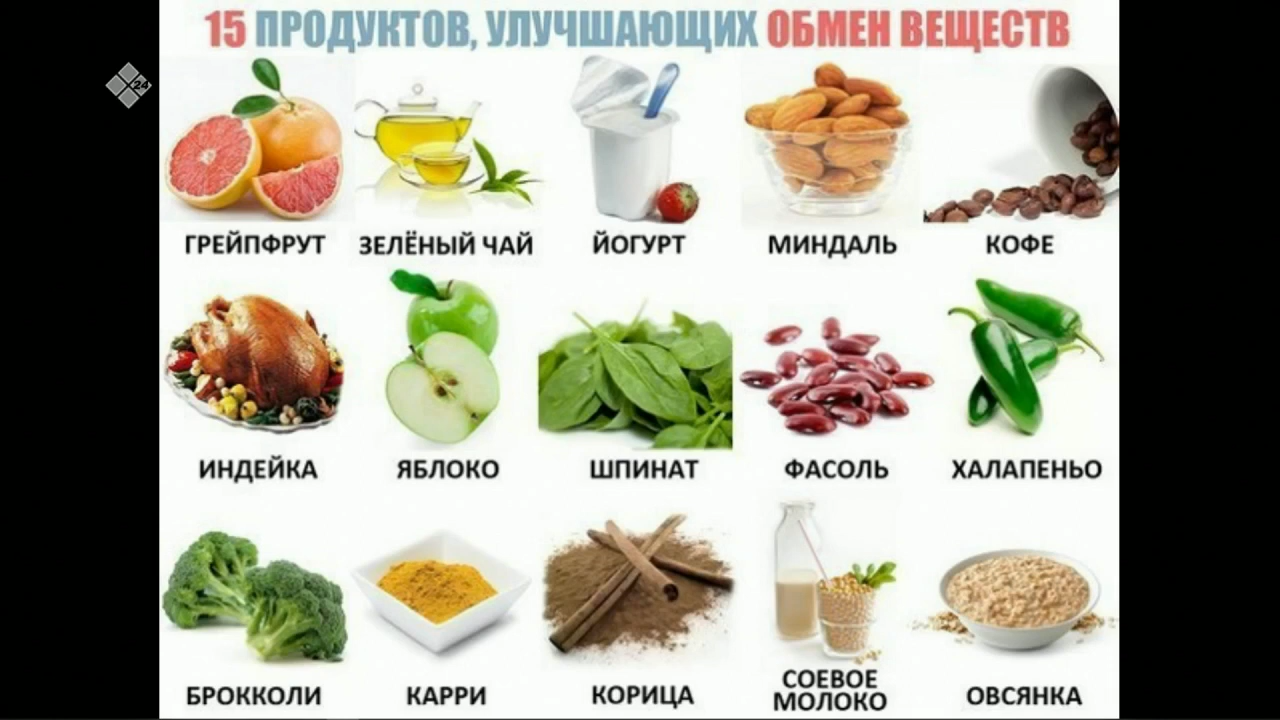 15 ПРОДУКТОВ, УЛУЧШАЮЩИХ ОБМЕН ВЕЩЕСТВ
X24
ГРЕЙПФРУТ ЗЕЛЁНЫЙ ЧАЙ ЙОГУРТ МИНДАЛЬ КОФЕ
ИНДЕЙКА ЯБЛОКО ШПИНАТ ФАСОЛЬ ХАЛАПЕНЬО
БРОККОЛИ КАРРИ КОРИЦА СОЕВОЕ МОЛОКО ОВСЯНКА